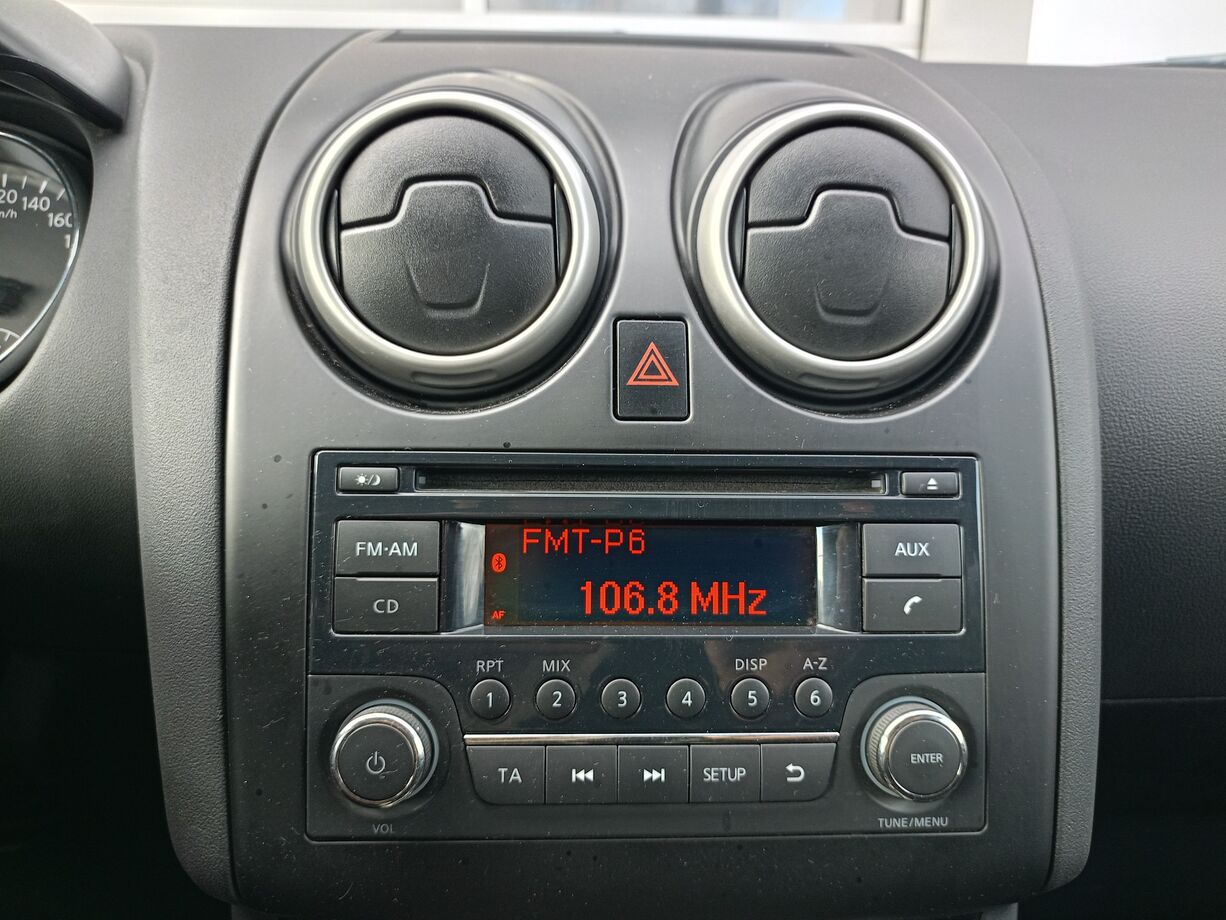 20 140
m/h 160
1
FM·AM
CD
FMT-P6
106.8 MHz
AF
AUX
RPT MIX DISP A-Z
1 2 3 4 5 6
TA SETUP
ENTER
VOL
TUNE/MENU